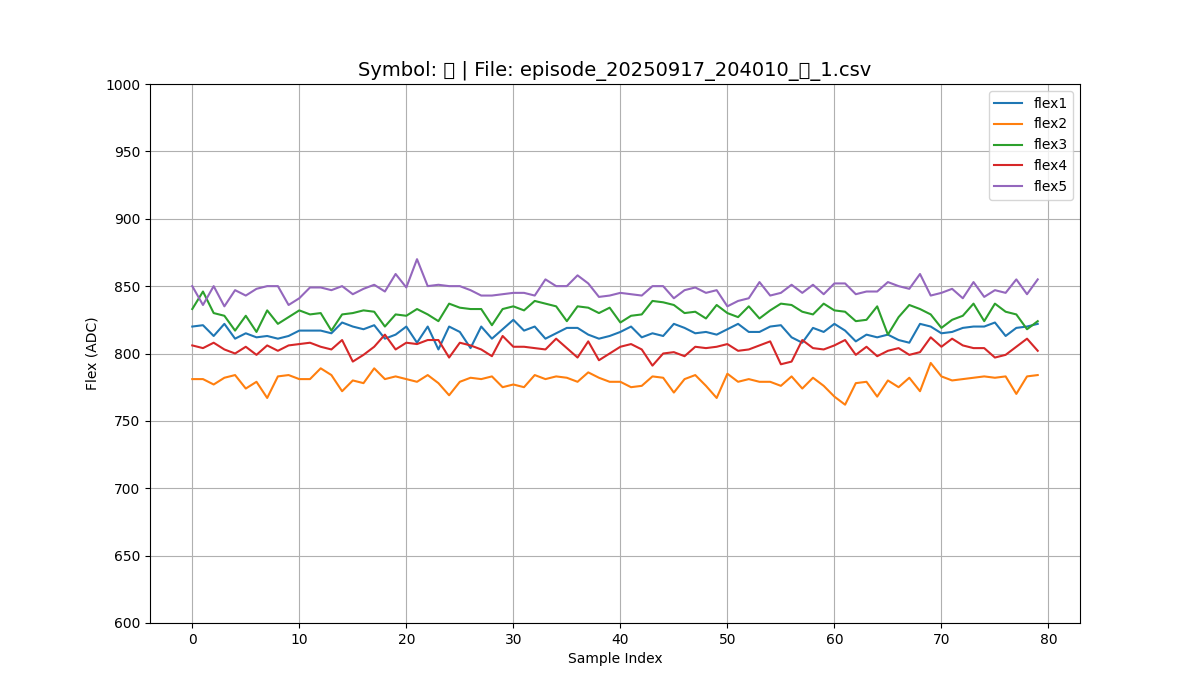 Symbol: | File: episode_20250917_204010_ _1.csv
1000
950
900
850
800
750
700
650
600
Flex (ADC)
0 10 20 30 40 50 60 70 80
Sample Index
flex1
flex2
flex3
flex4
flex5